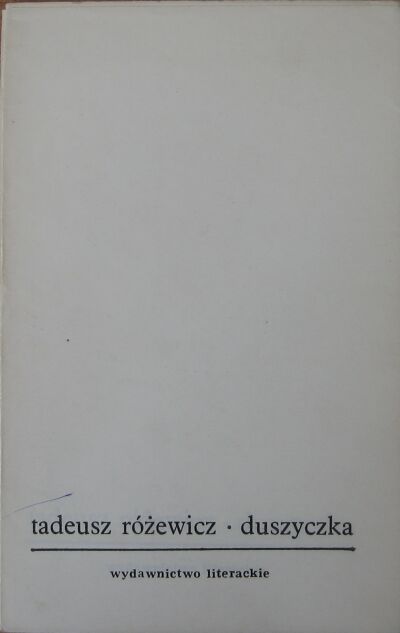 tadeusz różewicz · duszyczka
wydawnictwo literackie